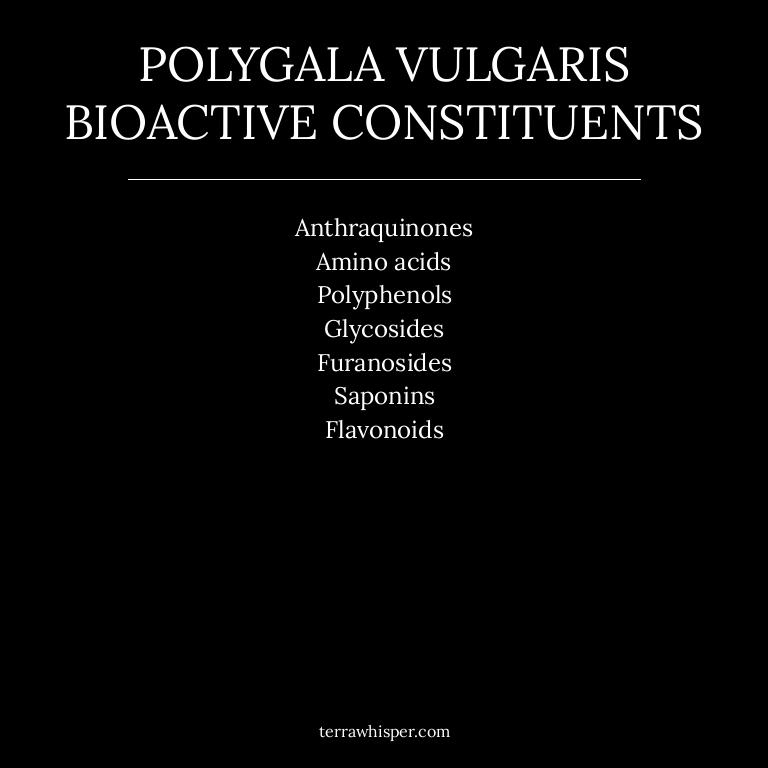 POLYGALA VULGARIS
BIOACTIVE CONSTITUENTS
Anthraquinones
Amino acids
Polyphenols
Glycosides
Furanosides
Saponins
Flavonoids
terrawhisper.com